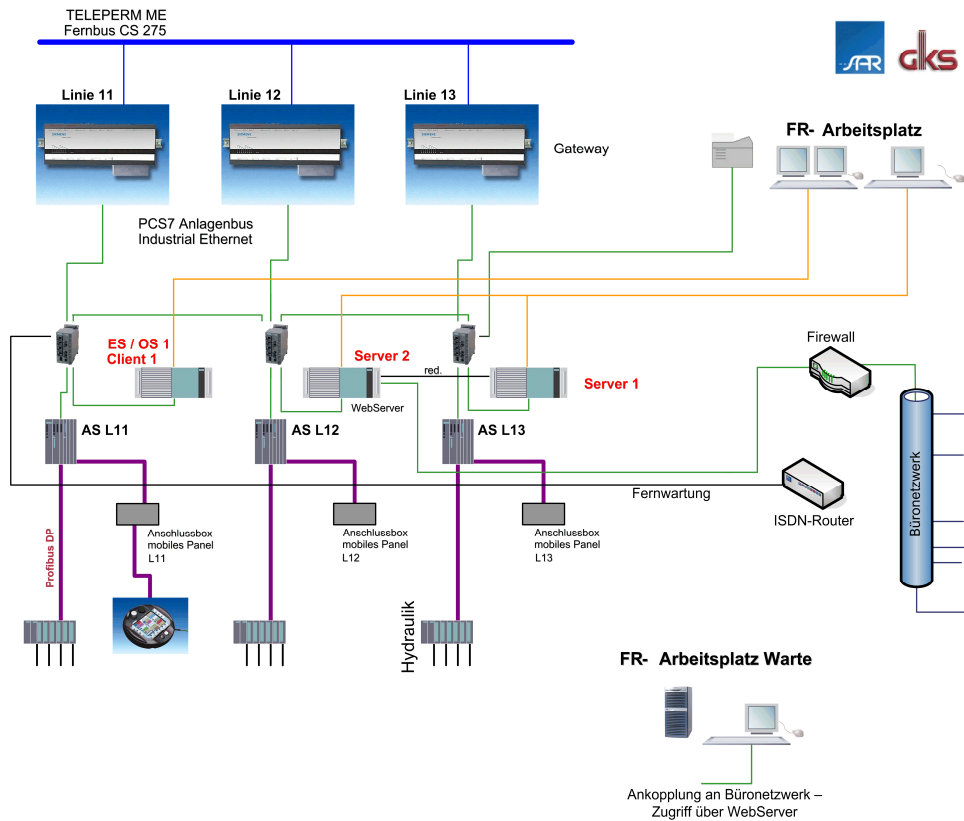 TELEPERM ME
Fernbus CS 275
SAR
GKS
Linie 11
Linie 12
Linie 13
Gateway
FR- Arbeitsplatz
PCS7 Anlagenbus
Industrial Ethernet
ES / OS 1
Client 1
Server 2
red.
Server 1
WebServer
Firewall
AS L11
AS L12
AS L13
Fernwartung
ISDN-Router
Büronetzwerk
Profibus DP
Anschlussbox
mobiles Panel
L11
Anschlussbox
mobiles Panel
L12
Anschlussbox
mobiles Panel
L13
Hydraulik
FR- Arbeitsplatz Warte
Ankopplung an Büronetzwerk –
Zugriff über WebServer